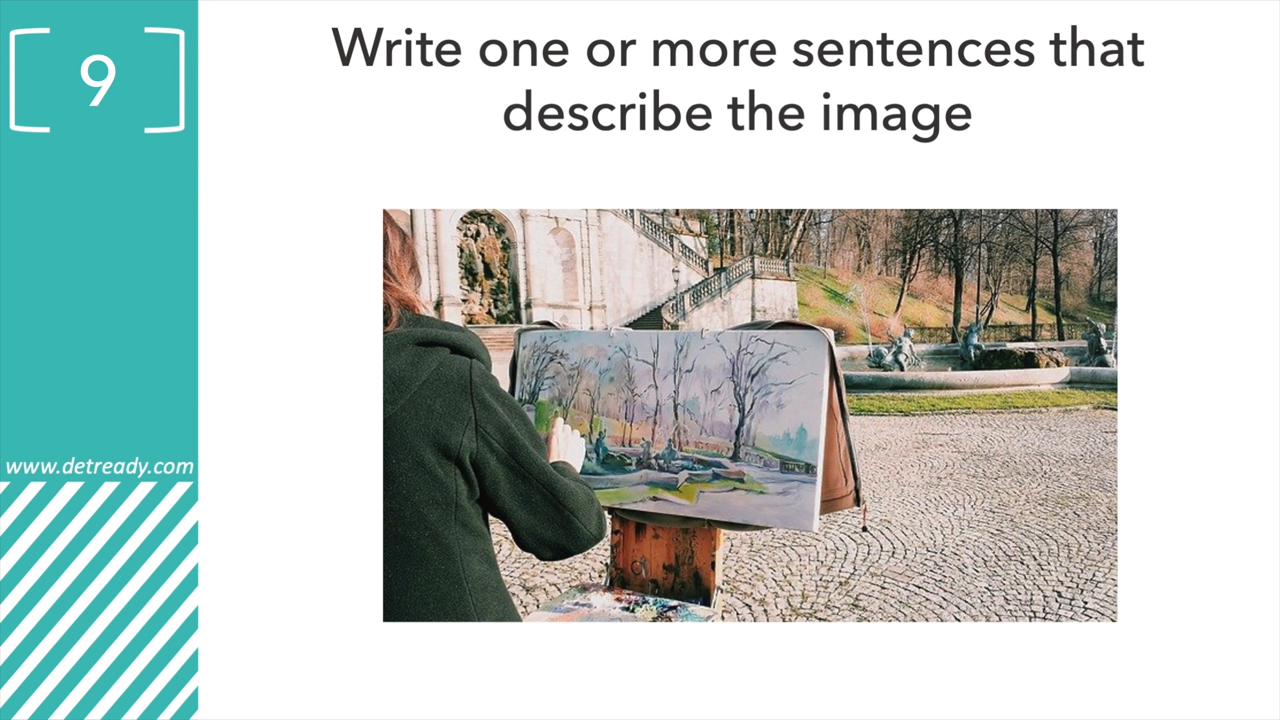 9
Write one or more sentences that
describe the image
www.detready.com